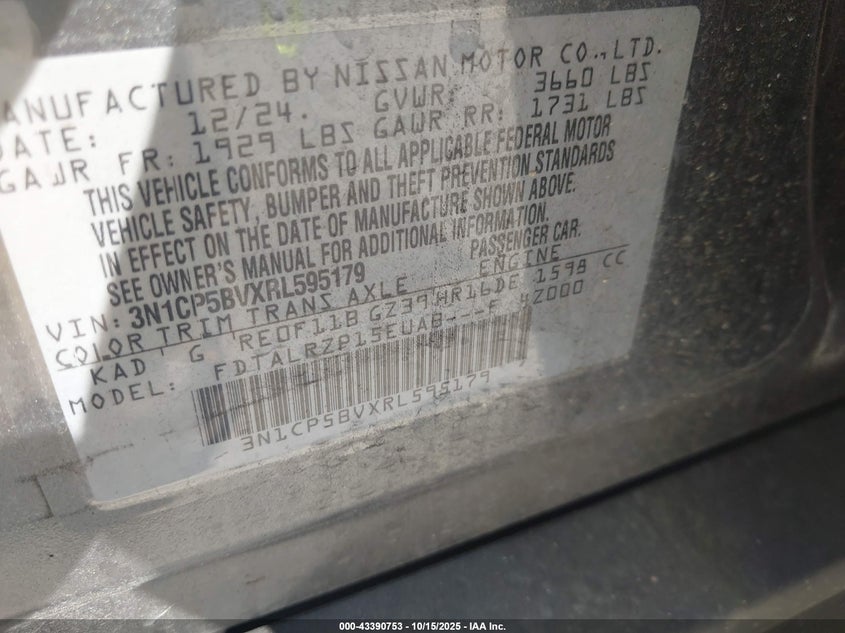 MANUFACTURED BY NISSAN MOTOR CO., LTD.
DATE: 12/24. GVWR: 3660 LBS
GAWR FR: 1929 LBS GAWR RR: 1731 LBS
THIS VEHICLE CONFORMS TO ALL APPLICABLE FEDERAL MOTOR
VEHICLE SAFETY, BUMPER AND THEFT PREVENTION STANDARDS
IN EFFECT ON THE DATE OF MANUFACTURE SHOWN ABOVE.
SEE OWNER'S MANUAL FOR ADDITIONAL INFORMATION.
VIN: 3N1CP5BVXRL595179 PASSENGER CAR.
COLOR TRIM TRANS AXLE ENGINE
KAD G RE0F11B GZ39 HR16DE 1598 CC
MODEL: FDTALRZP15EUAB---F 4Z000
3N1CP5BVXRL595179
000-43390753 - 10/15/2025 - IAA Inc.